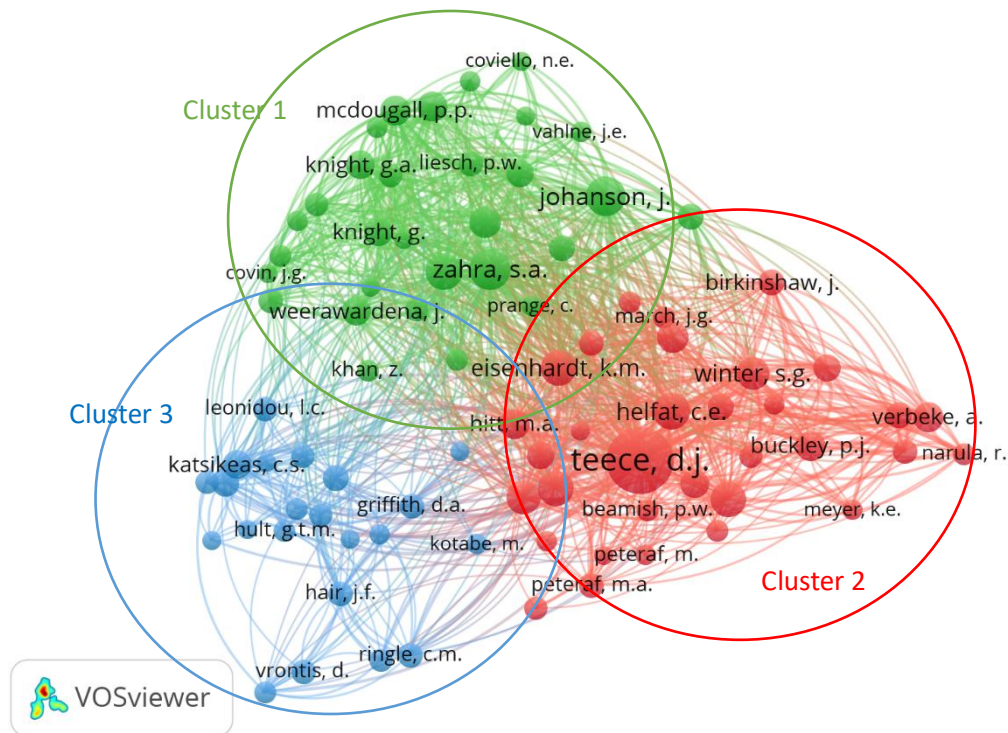 coviello, n.e.
Cluster 1
mcdougall, p.p.
vahlne, j.e.
knight, g.a.
liesch, p.w.
johanson, j.
knight, g.
covin, j.g.
zahra, s.a.
birkinshaw, j.
weerawardena, j.
prange, c.
march, j.g.
khan, z.
eisenhardt, k.m.
winter, s.g.
Cluster 3
leonidou, l.c.
hitt, m.a.
helfat, c.e.
verbeke, a.
katsikeas, c.s.
teece, d.j.
buckley, p.j.
narula, r.
griffith, d.a.
beamish, p.w.
meyer, k.e.
hult, g.t.m.
kotabe, m.
peteraf, m.
peteraf, m.a.
Cluster 2
hair, j.f.
ringle, c.m.
vrontis, d.
VOSviewer